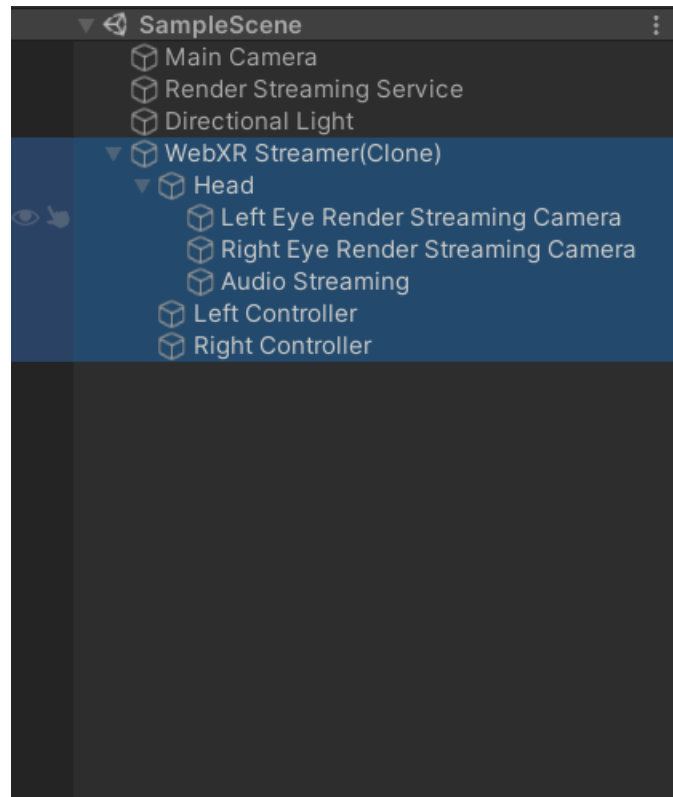 SampleScene
Main Camera
Render Streaming Service
Directional Light
WebXR Streamer(Clone)
Head
Left Eye Render Streaming Camera
Right Eye Render Streaming Camera
Audio Streaming
Left Controller
Right Controller